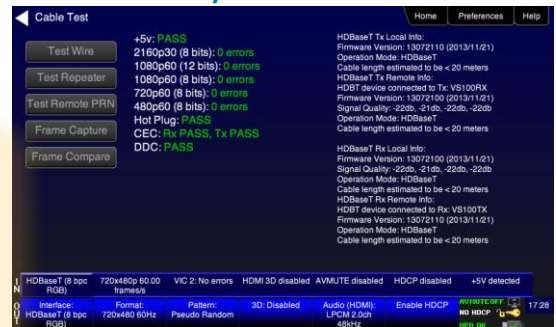 Cable Test
Home Preferences Help
Test Wire
Test Repeater
Test Remote PRN
Frame Capture
Frame Compare
+5v: PASS
2160p30 (8 bits): 0 errors
1080p60 (12 bits): 0 errors
1080p60 (8 bits): 0 errors
720p60 (8 bits): 0 errors
480p60 (8 bits): 0 errors
Hot Plug: PASS
CEC: Rx PASS, Tx PASS
DDC: PASS
HDBaseT Tx Local Info:
Firmware Version: 13072110 (2013/11/21)
Operation Mode: HDBaseT
Cable length estimated to be < 20 meters
HDBaseT Tx Remote Info:
HDBT device connected to Tx: VS100RX
Firmware Version: 13072100 (2013/11/21)
Signal Quality: -22db, -21db, -22db, -22db
Operation Mode: HDBaseT
Cable length estimated to be < 20 meters
HDBaseT Rx Local Info:
Firmware Version: 13072100 (2013/11/21)
Signal Quality: -22db, -22db, -22db, -22db
Operation Mode: HDBaseT
Cable length estimated to be < 20 meters
HDBaseT Rx Remote Info:
HDBT device connected to Rx: VS100TX
Firmware Version: 13072110 (2013/11/21)
Operation Mode: HDBaseT
Cable length estimated to be < 20 meters
IN
HDBaseT (8 bpc
RGB)
720x480p 60.00
frames/s
VIC 2: No errors
HDMI 3D disabled
AVMUTE disabled
HDCP disabled
+5V detected
OUT
Interface:
HDBaseT (8 bpc
RGB)
Format:
720x480 60Hz
Pattern:
Pseudo Random
3D: Disabled
Audio (HDMI):
LPCM 2.0ch
48kHz
Enable HDCP
AVMUTE OFF
NO HDCP
HPD OK
17:28